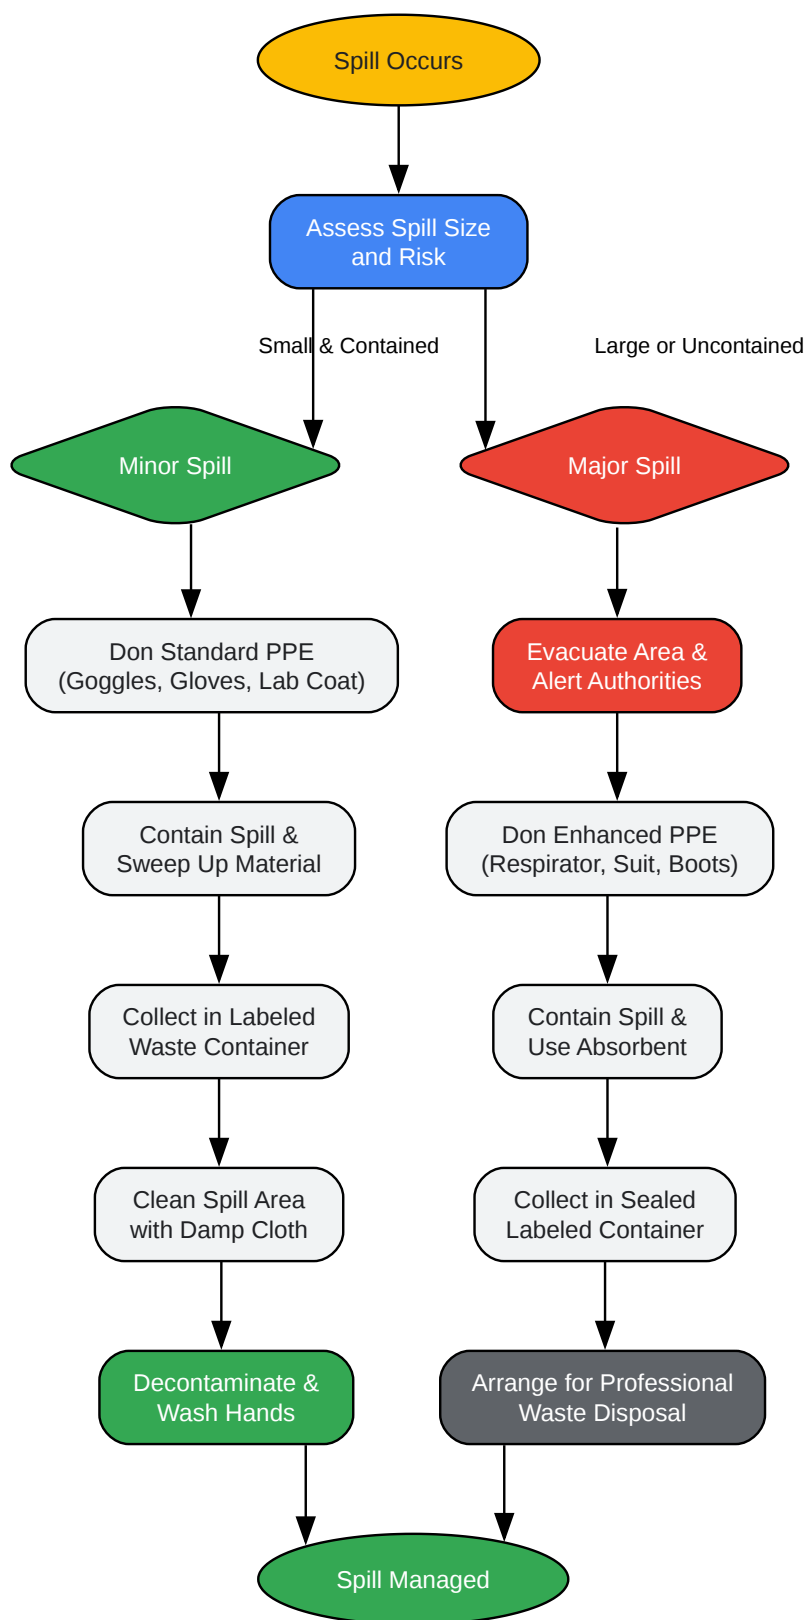 Spill Occurs
Assess Spill Size
and Risk
Small & Contained
Large or Uncontained
Minor Spill
Major Spill
Don Standard PPE
(Goggles, Gloves, Lab Coat)
Evacuate Area &
Alert Authorities
Contain Spill &
Sweep Up Material
Don Enhanced PPE
(Respirator, Suit, Boots)
Collect in Labeled
Waste Container
Contain Spill &
Use Absorbent
Clean Spill Area
with Damp Cloth
Collect in Sealed
Labeled Container
Decontaminate &
Wash Hands
Arrange for Professional
Waste Disposal
Spill Managed